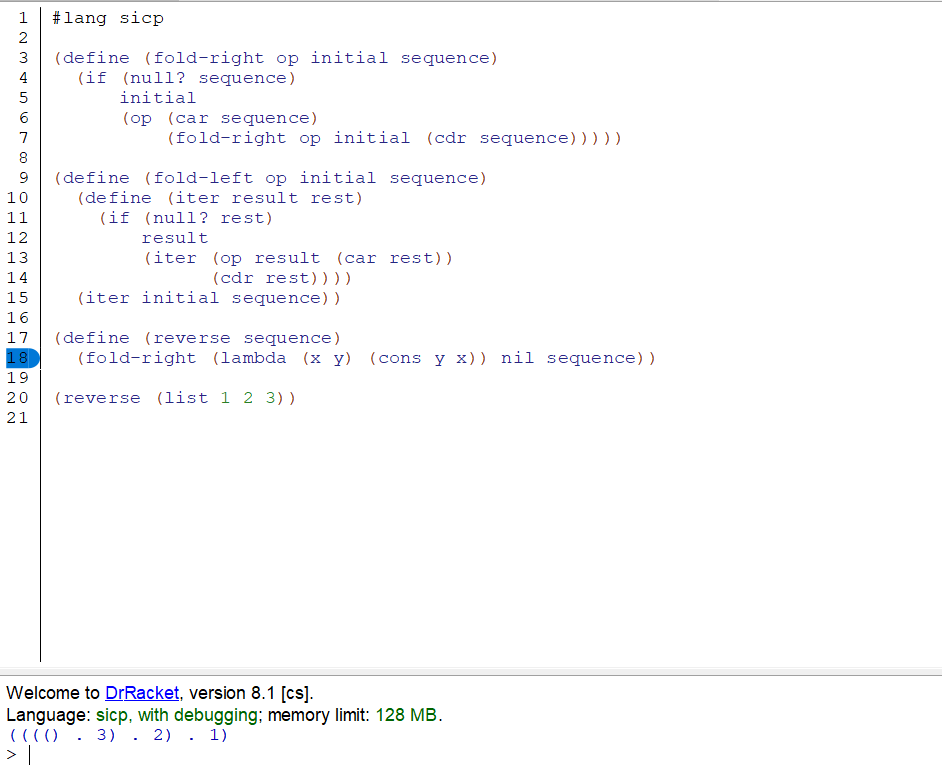 1 #lang sicp
2
3 (define (fold-right op initial sequence)
4   (if (null? sequence)
5       initial
6       (op (car sequence)
7           (fold-right op initial (cdr sequence)))))
8
9 (define (fold-left op initial sequence)
10   (define (iter result rest)
11     (if (null? rest)
12         result
13         (iter (op result (car rest))
14               (cdr rest))))
15   (iter initial sequence))
16
17 (define (reverse sequence)
18   (fold-right (lambda (x y) (cons y x)) nil sequence))
19
20 (reverse (list 1 2 3))
21
Welcome to DrRacket, version 8.1 [cs].
Language: sicp, with debugging; memory limit: 128 MB.
(((() . 3) . 2) . 1)
>